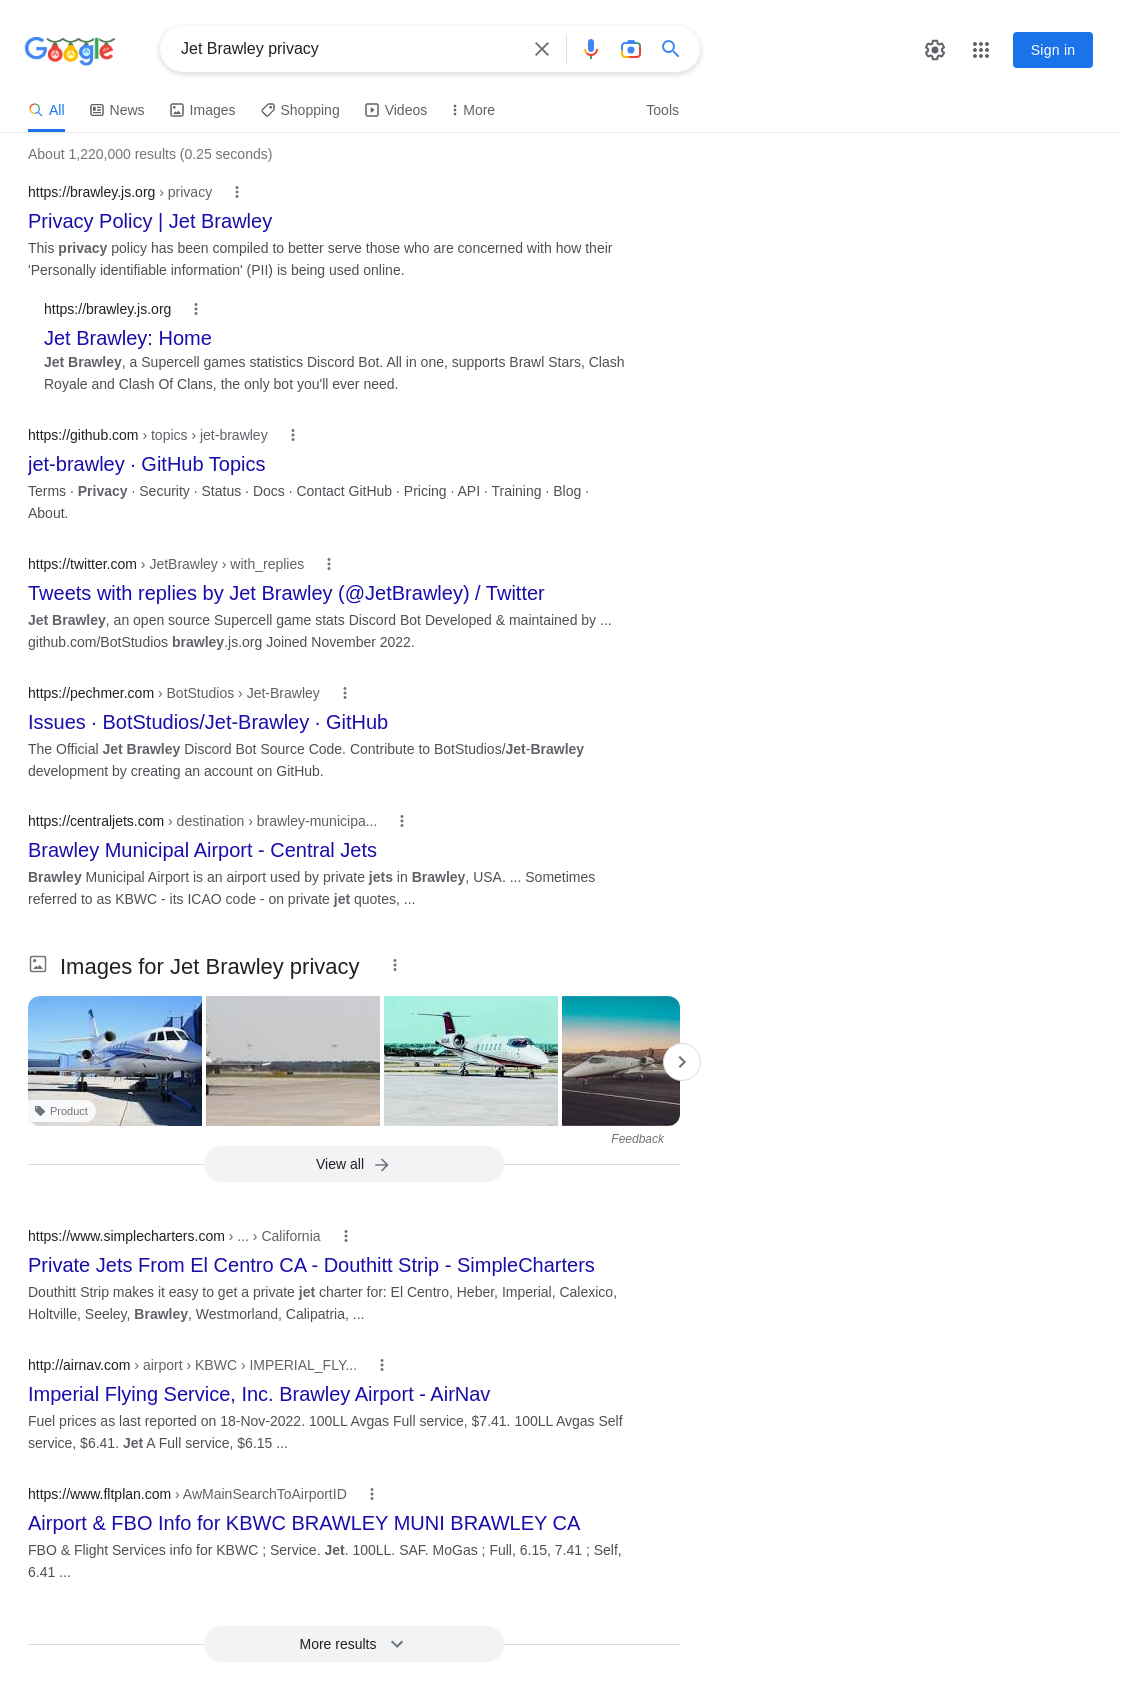 Google
Jet Brawley privacy
Sign in
All
News
Images
Shopping
Videos
More
Tools
About 1,220,000 results (0.25 seconds)
https://brawley.js.org › privacy
Privacy Policy | Jet Brawley
This privacy policy has been compiled to better serve those who are concerned with how their
'Personally identifiable information' (PII) is being used online.
https://brawley.js.org
Jet Brawley: Home
Jet Brawley, a Supercell games statistics Discord Bot. All in one, supports Brawl Stars, Clash
Royale and Clash Of Clans, the only bot you'll ever need.
https://github.com › topics › jet-brawley
jet-brawley · GitHub Topics
Terms · Privacy · Security · Status · Docs · Contact GitHub · Pricing · API · Training · Blog ·
About.
https://twitter.com › JetBrawley › with_replies
Tweets with replies by Jet Brawley (@JetBrawley) / Twitter
Jet Brawley, an open source Supercell game stats Discord Bot Developed & maintained by ...
github.com/BotStudios brawley.js.org Joined November 2022.
https://pechmer.com › BotStudios › Jet-Brawley
Issues · BotStudios/Jet-Brawley · GitHub
The Official Jet Brawley Discord Bot Source Code. Contribute to BotStudios/Jet-Brawley
development by creating an account on GitHub.
https://centraljets.com › destination › brawley-municipa...
Brawley Municipal Airport - Central Jets
Brawley Municipal Airport is an airport used by private jets in Brawley, USA. ... Sometimes
referred to as KBWC - its ICAO code - on private jet quotes, ...
Images for Jet Brawley privacy
Product
Feedback
View all
https://www.simplecharters.com › ... › California
Private Jets From El Centro CA - Douthitt Strip - SimpleCharters
Douthitt Strip makes it easy to get a private jet charter for: El Centro, Heber, Imperial, Calexico,
Holtville, Seeley, Brawley, Westmorland, Calipatria, ...
http://airnav.com › airport › KBWC › IMPERIAL_FLY...
Imperial Flying Service, Inc. Brawley Airport - AirNav
Fuel prices as last reported on 18-Nov-2022. 100LL Avgas Full service, $7.41. 100LL Avgas Self
service, $6.41. Jet A Full service, $6.15 ...
https://www.fltplan.com › AwMainSearchToAirportID
Airport & FBO Info for KBWC BRAWLEY MUNI BRAWLEY CA
FBO & Flight Services info for KBWC ; Service. Jet. 100LL. SAF. MoGas ; Full, 6.15, 7.41 ; Self,
6.41 ...
More results